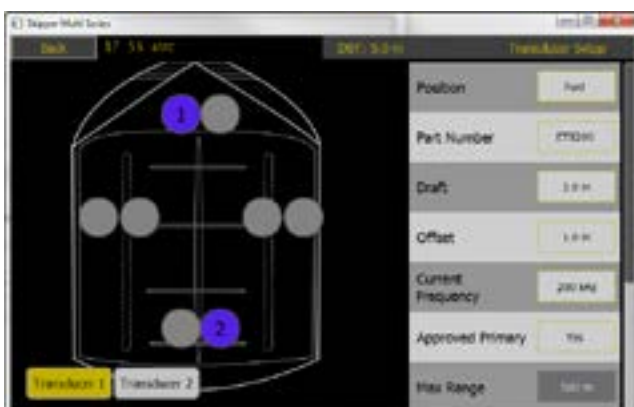 Skipper Multi Series
Back
DBT: 5.0 m
Transducer Setup
1
2
Transducer 1
Transducer 2
Position
Part Number
Draft
Offset
Current
Frequency
200 kHz
Approved Primary
Yes
Max Range